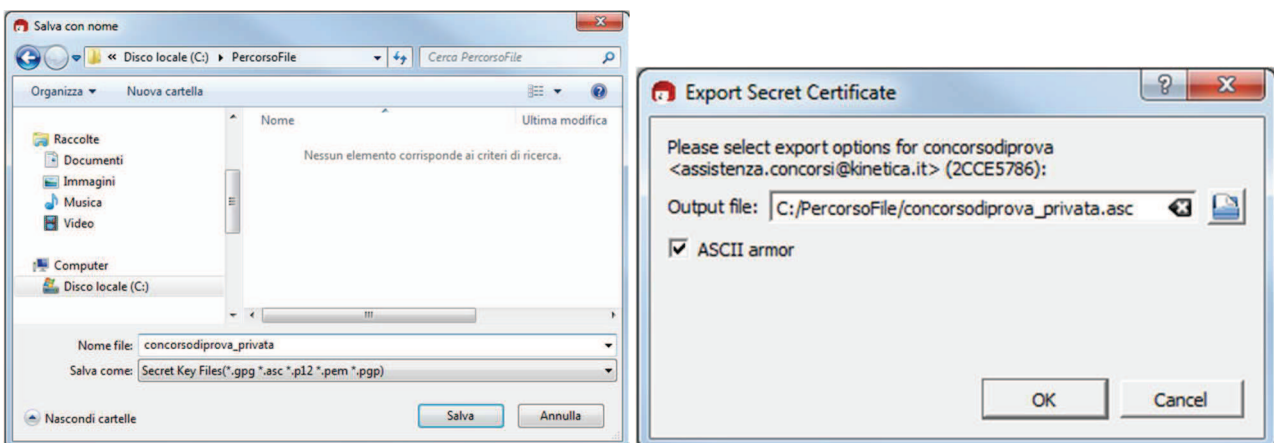 Salva con nome
« Disco locale (C:) PercorsoFile
Cerca PercorsoFile
Organizza Nuova cartella
Nome Ultima modifica
Nessun elemento corrisponde ai criteri di ricerca.
Raccolte
Documenti
Immagini
Musica
Video
Computer
Disco locale (C:)
Nome file: concorsodiprova_privata
Salva come: Secret Key Files(*.gpg *.asc *.p12 *.pem *.pgp)
Nascondi cartelle Salva Annulla
Export Secret Certificate
Please select export options for concorsodiprova
<assistenza.concorsi@kinetica.it> (2CCE5786):
Output file: C:/PercorsoFile/concorsodiprova_privata.asc
ASCII armor
OK Cancel